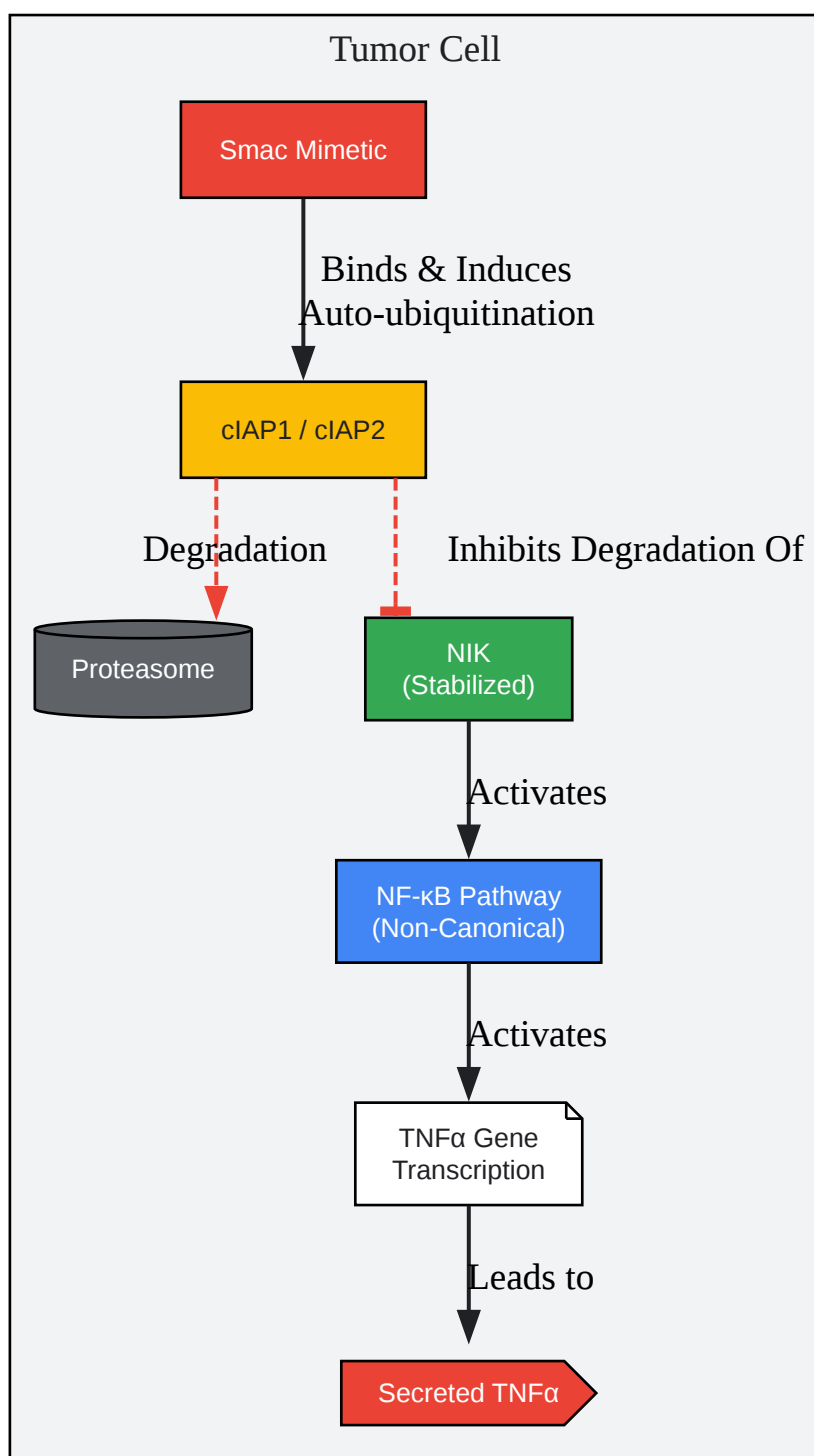 Tumor Cell
Smac Mimetic
Binds & Induces
Auto-ubiquitination
cIAP1 / cIAP2
Degradation
Inhibits Degradation Of
Proteasome
NIK
(Stabilized)
Activates
NF-κB Pathway
(Non-Canonical)
Activates
TNFα Gene
Transcription
Leads to
Secreted TNFα